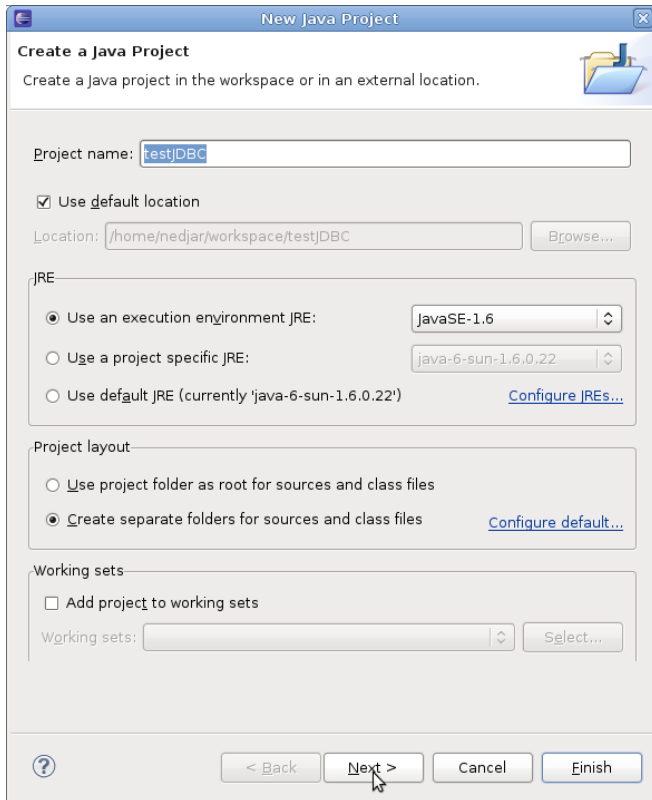 New Java Project
Create a Java Project
Create a Java project in the workspace or in an external location.
Project name: testJDBC
Use default location
Location: /home/nedjar/workspace/testJDBC Browse...
JRE
Use an execution environment JRE: JavaSE-1.6
Use a project specific JRE: java-6-sun-1.6.0.22
Use default JRE (currently 'java-6-sun-1.6.0.22') Configure JREs...
Project layout
Use project folder as root for sources and class files
Create separate folders for sources and class files Configure default...
Working sets
Add project to working sets
Working sets: Select...
? < Back Next > Cancel Finish